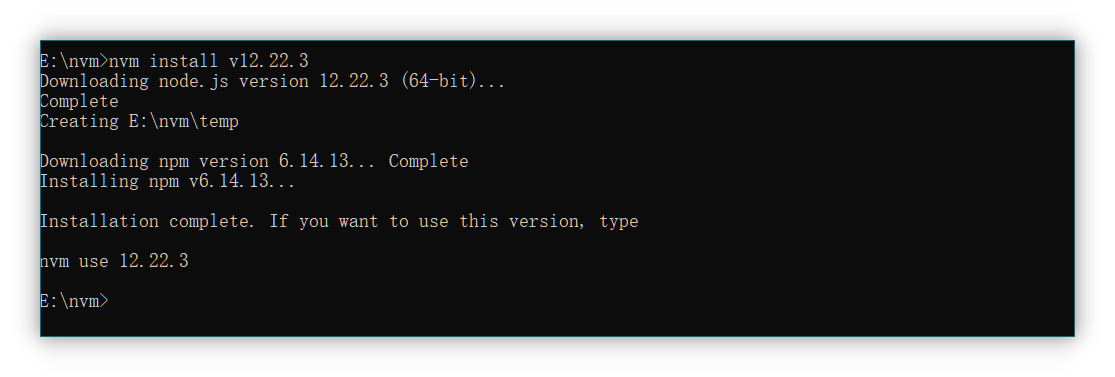 E:\nvm>nvm install v12.22.3
Downloading node.js version 12.22.3 (64-bit)...
Complete
Creating E:\nvm\temp
Downloading npm version 6.14.13... Complete
Installing npm v6.14.13...
Installation complete. If you want to use this version, type
nvm use 12.22.3
E:\nvm>